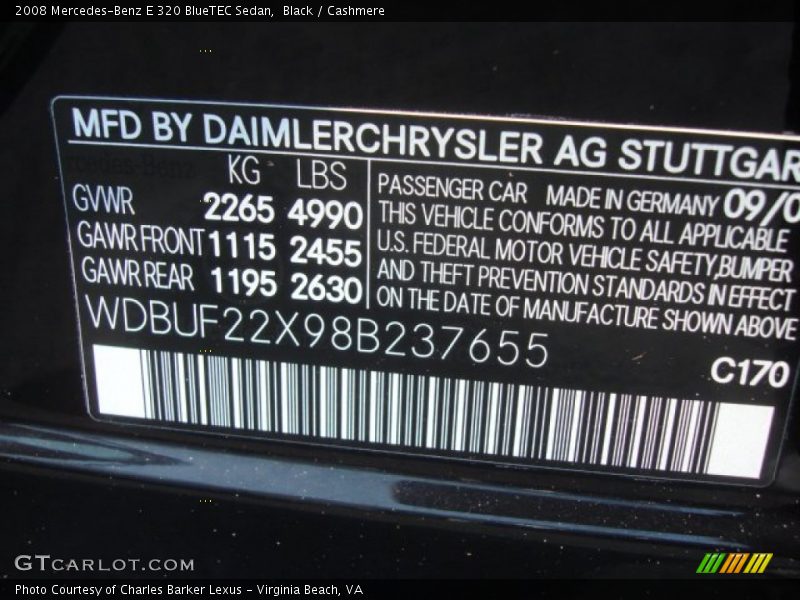 2008 Mercedes-Benz E 320 BlueTEC Sedan,  Black / Cashmere
MFD BY DAIMLERCHRYSLER AG STUTTGAR
KG LBS
GVWR 2265 4990
GAWR FRONT 1115 2455
GAWR REAR 1195 2630
PASSENGER CAR MADE IN GERMANY 09/0
THIS VEHICLE CONFORMS TO ALL APPLICABLE
U.S. FEDERAL MOTOR VEHICLE SAFETY,BUMPER
AND THEFT PREVENTION STANDARDS IN EFFECT
ON THE DATE OF MANUFACTURE SHOWN ABOVE
WDBUF22X98B237655
C170
GTCARLOT.COM
Photo Courtesy of Charles Barker Lexus - Virginia Beach, VA